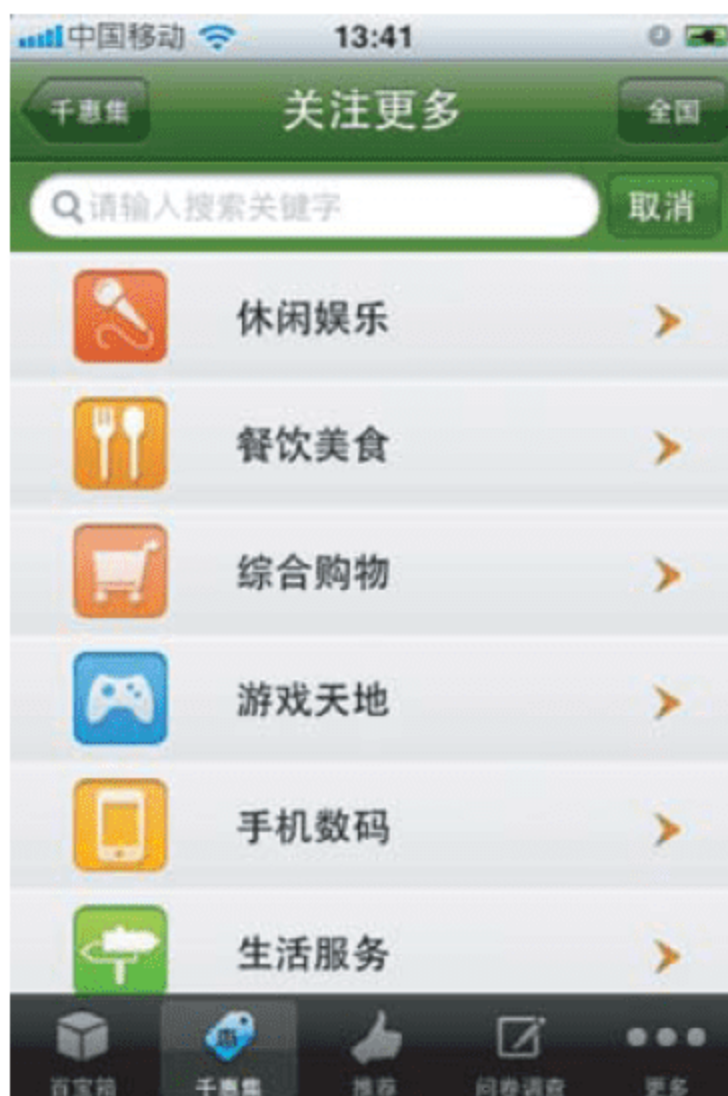 中国移动 13:41
千惠集 关注更多 全国
请输入搜索关键字 取消
休闲娱乐
餐饮美食
综合购物
游戏天地
手机数码
生活服务
百宝箱 千惠集 推荐 问卷调查 更多